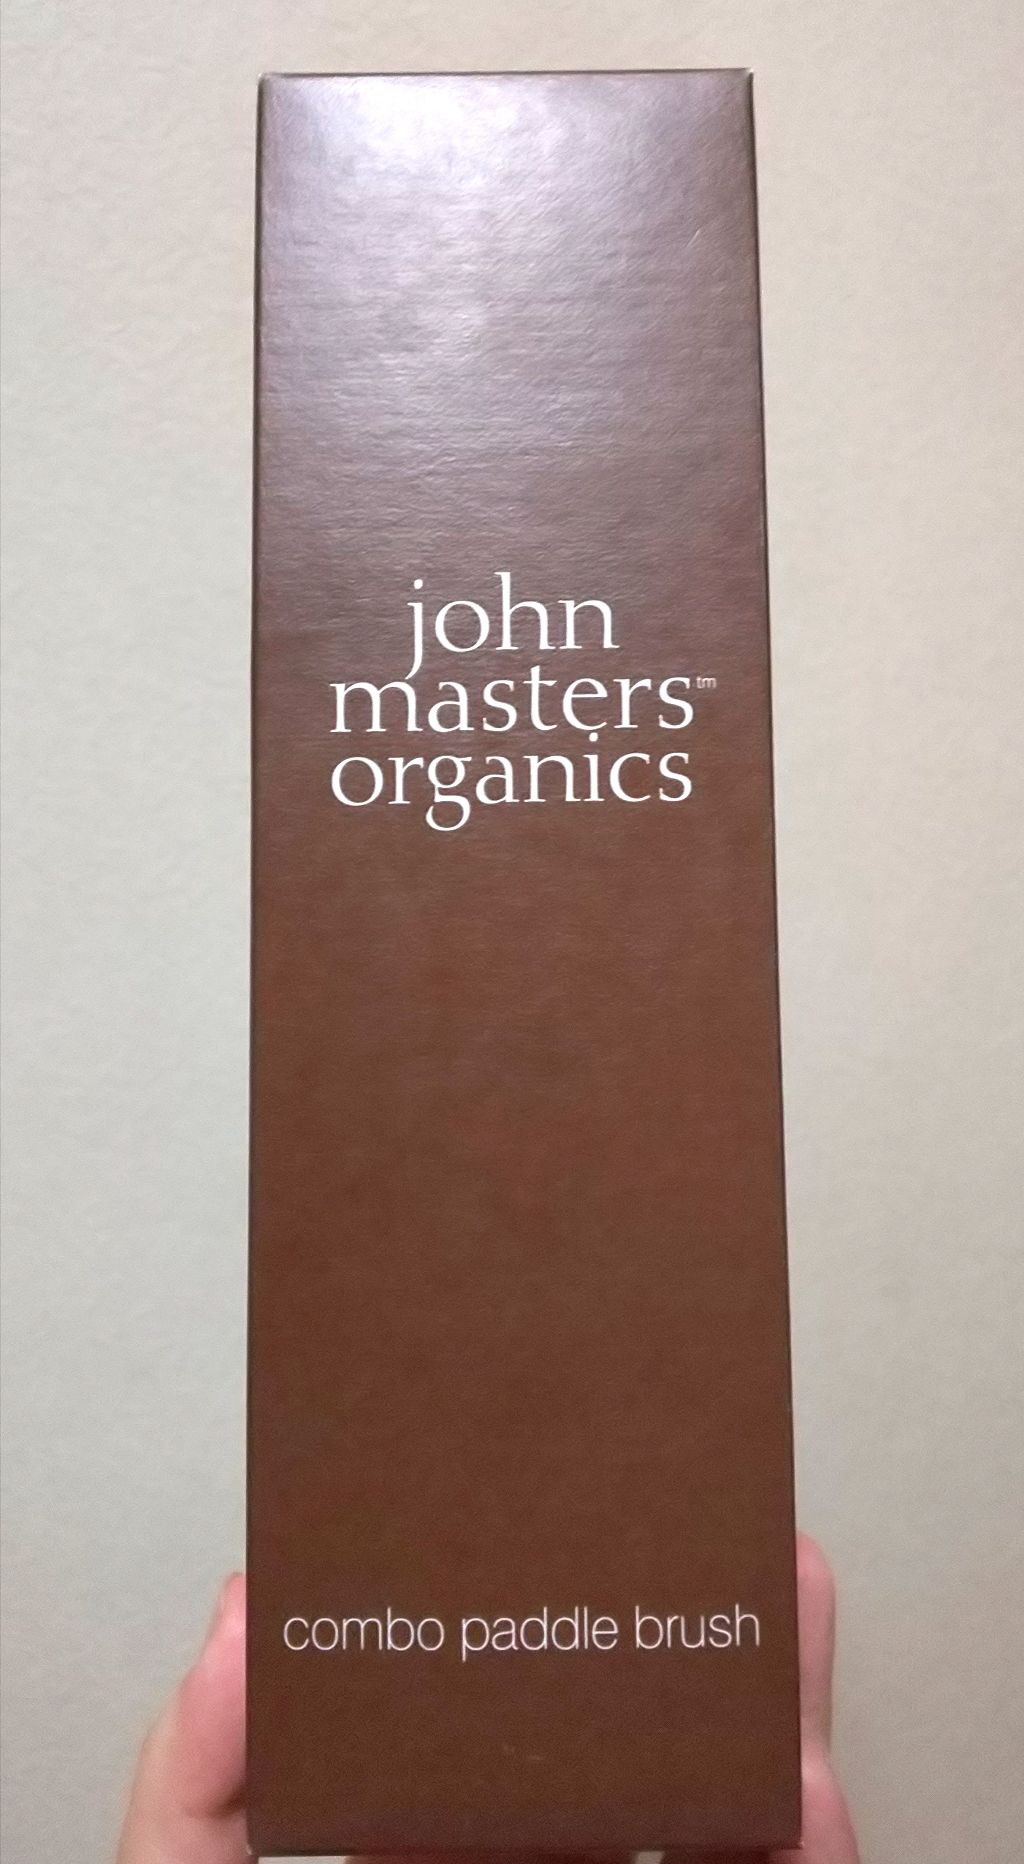 john
masters™
organics
combo paddle brush